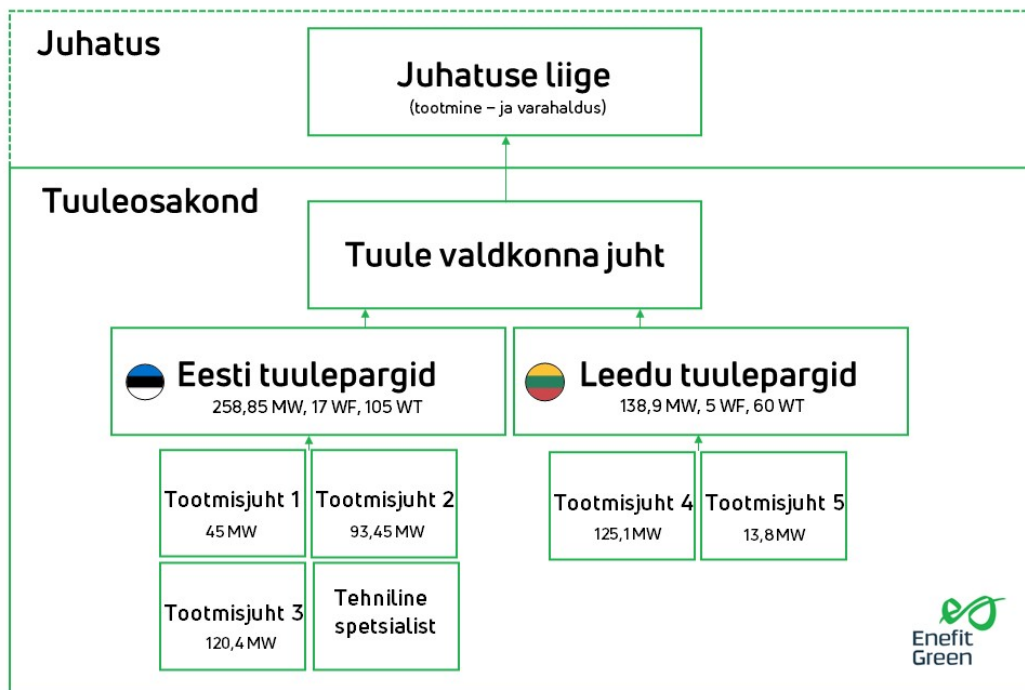 Juhatus
Juhatuse liige
(tootmine – ja varahaldus)
Tuuleosakond
Tuule valdkonna juht
Eesti tuulepargid
258,85 MW, 17 WF, 105 WT
Leedu tuulepargid
138,9 MW, 5 WF, 60 WT
Tootmisjuht 1
45 MW
Tootmisjuht 2
93,45 MW
Tootmisjuht 3
120,4 MW
Tehniline
spetsialist
Tootmisjuht 4
125,1 MW
Tootmisjuht 5
13,8 MW
Enefit
Green